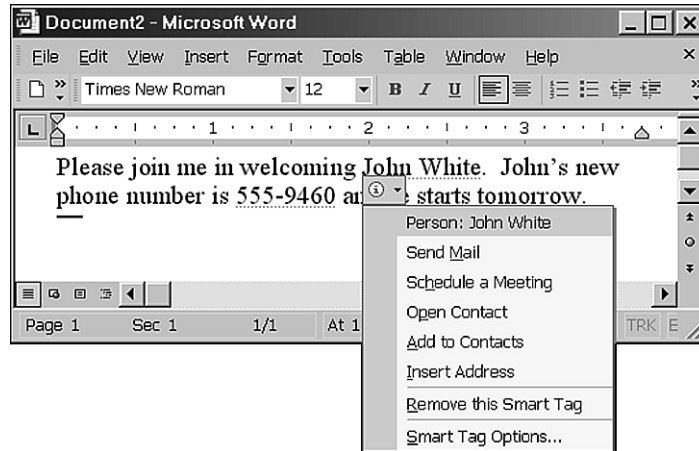 Document2 - Microsoft Word
File Edit View Insert Format Tools Table Window Help
Times New Roman 12 B I U
L 1 2 3
Please join me in welcoming John White. John's new
phone number is 555-9460 starts tomorrow.
Person: John White
Send Mail
Schedule a Meeting
Open Contact
Add to Contacts
Insert Address
Remove this Smart Tag
Smart Tag Options...
Page 1 Sec 1 1/1 At 1 TRK E